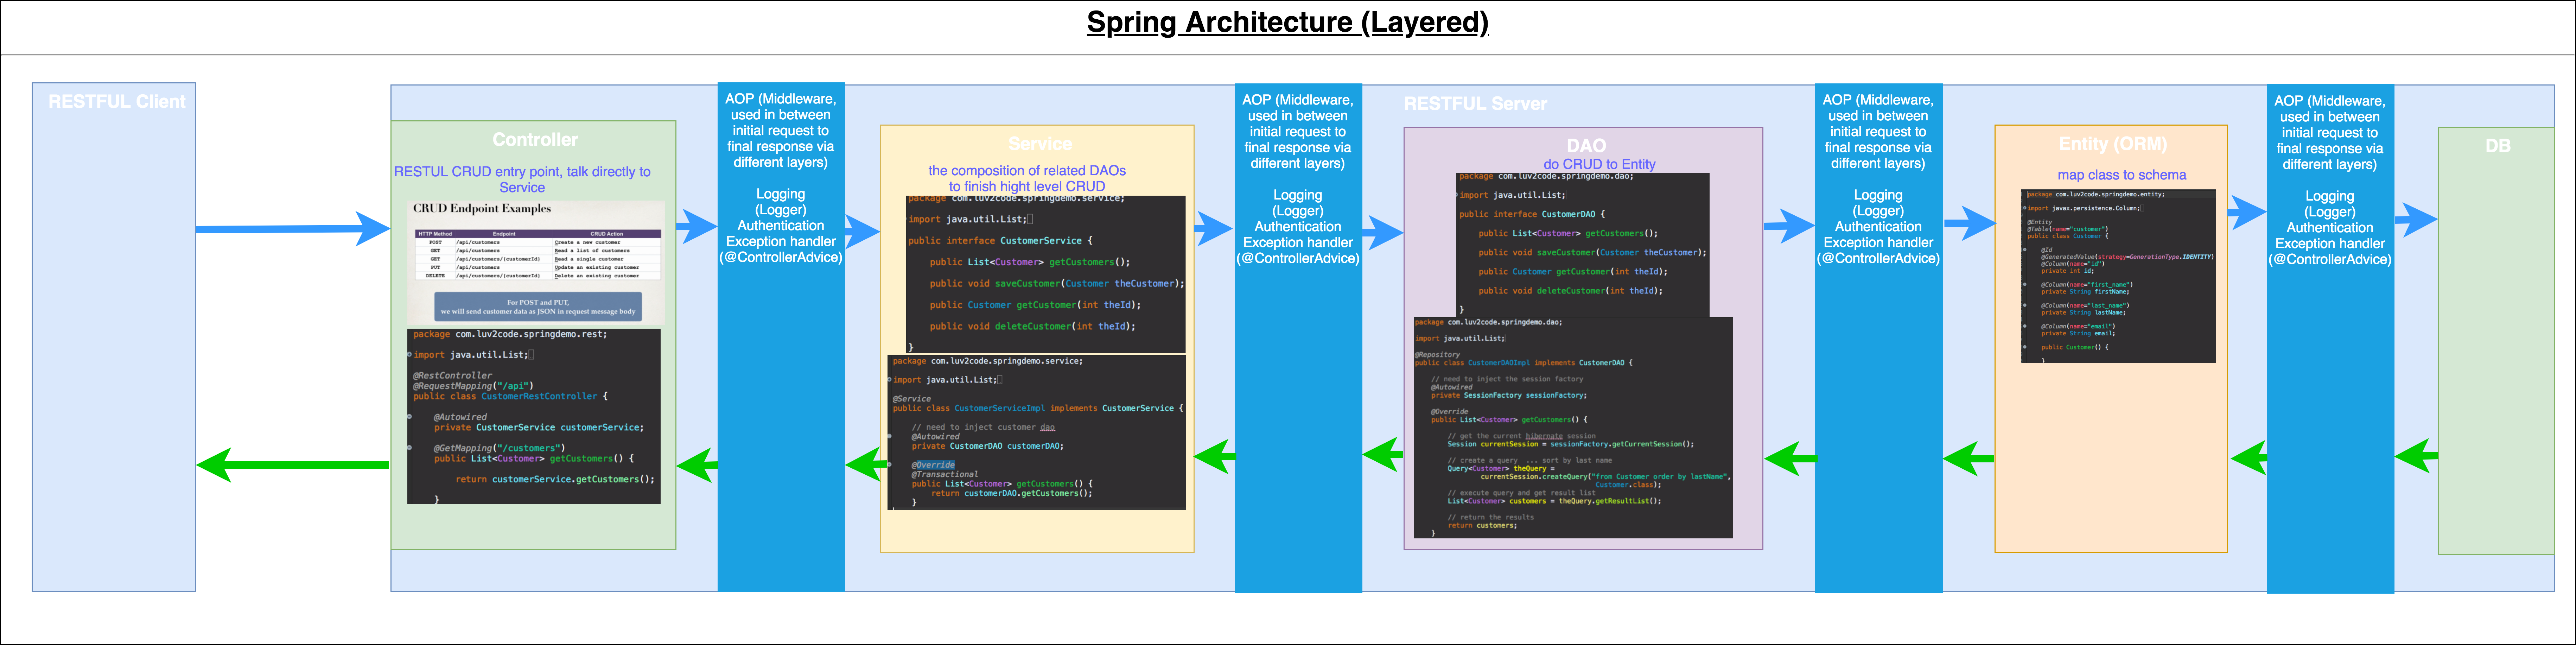 Spring Architecture (Layered)
RESTFUL Client
Controller
RESTUL CRUD entry point, talk directly to
Service
CRUD Endpoint Examples
HTTP Method Endpoint CRUD Action
POST /api/customers Create a new customer
GET /api/customers Read a list of customers
GET /api/customers/{customerId} Read a single customer
PUT /api/customers Update an existing customer
DELETE /api/customers/{customerId} Delete an existing customer
For POST and PUT,
we will send customer data as JSON in request message body
package com.luv2code.springdemo.rest;
import java.util.List;
@RestController
@RequestMapping("/api")
public class CustomerRestController {
@Autowired
private CustomerService customerService;
@GetMapping("/customers")
public List<Customer> getCustomers() {
return customerService.getCustomers();
}
AOP (Middleware,
used in between
initial request to
final response via
different layers)
Logging
(Logger)
Authentication
Exception handler
(@ControllerAdvice)
Service
the composition of related DAOs
to finish hight level CRUD
package com.luv2code.springdemo.service;
import java.util.List;
public interface CustomerService {
public List<Customer> getCustomers();
public void saveCustomer(Customer theCustomer);
public Customer getCustomer(int theId);
public void deleteCustomer(int theId);
}
package com.luv2code.springdemo.service;
import java.util.List;
@Service
public class CustomerServiceImpl implements CustomerService {
// need to inject customer dao
@Autowired
private CustomerDAO customerDAO;
@Override
@Transactional
public List<Customer> getCustomers() {
return customerDAO.getCustomers();
}
AOP (Middleware,
used in between
initial request to
final response via
different layers)
Logging
(Logger)
Authentication
Exception handler
(@ControllerAdvice)
RESTFUL Server
DAO
do CRUD to Entity
package com.luv2code.springdemo.dao;
import java.util.List;
public interface CustomerDAO {
public List<Customer> getCustomers();
public void saveCustomer(Customer theCustomer);
public Customer getCustomer(int theId);
public void deleteCustomer(int theId);
}
package com.luv2code.springdemo.dao;
import java.util.List;
@Repository
public class CustomerDAOImpl implements CustomerDAO {
// need to inject the session factory
@Autowired
private SessionFactory sessionFactory;
@Override
public List<Customer> getCustomers() {
// get the current hibernate session
Session currentSession = sessionFactory.getCurrentSession();
// create a query ... sort by last name
Query<Customer> theQuery =
currentSession.createQuery("from Customer order by lastName",
Customer.class);
// execute query and get result list
List<Customer> customers = theQuery.getResultList();
// return the results
return customers;
}
AOP (Middleware,
used in between
initial request to
final response via
different layers)
Logging
(Logger)
Authentication
Exception handler
(@ControllerAdvice)
Entity (ORM)
map class to schema
package com.luv2code.springdemo.entity;
import javax.persistence.Column;
@Entity
@Table(name="customer")
public class Customer {
@Id
@GeneratedValue(strategy=GenerationType.IDENTITY)
@Column(name="id")
private int id;
@Column(name="first_name")
private String firstName;
@Column(name="last_name")
private String lastName;
@Column(name="email")
private String email;
public Customer() {
}
AOP (Middleware,
used in between
initial request to
final response via
different layers)
Logging
(Logger)
Authentication
Exception handler
(@ControllerAdvice)
DB